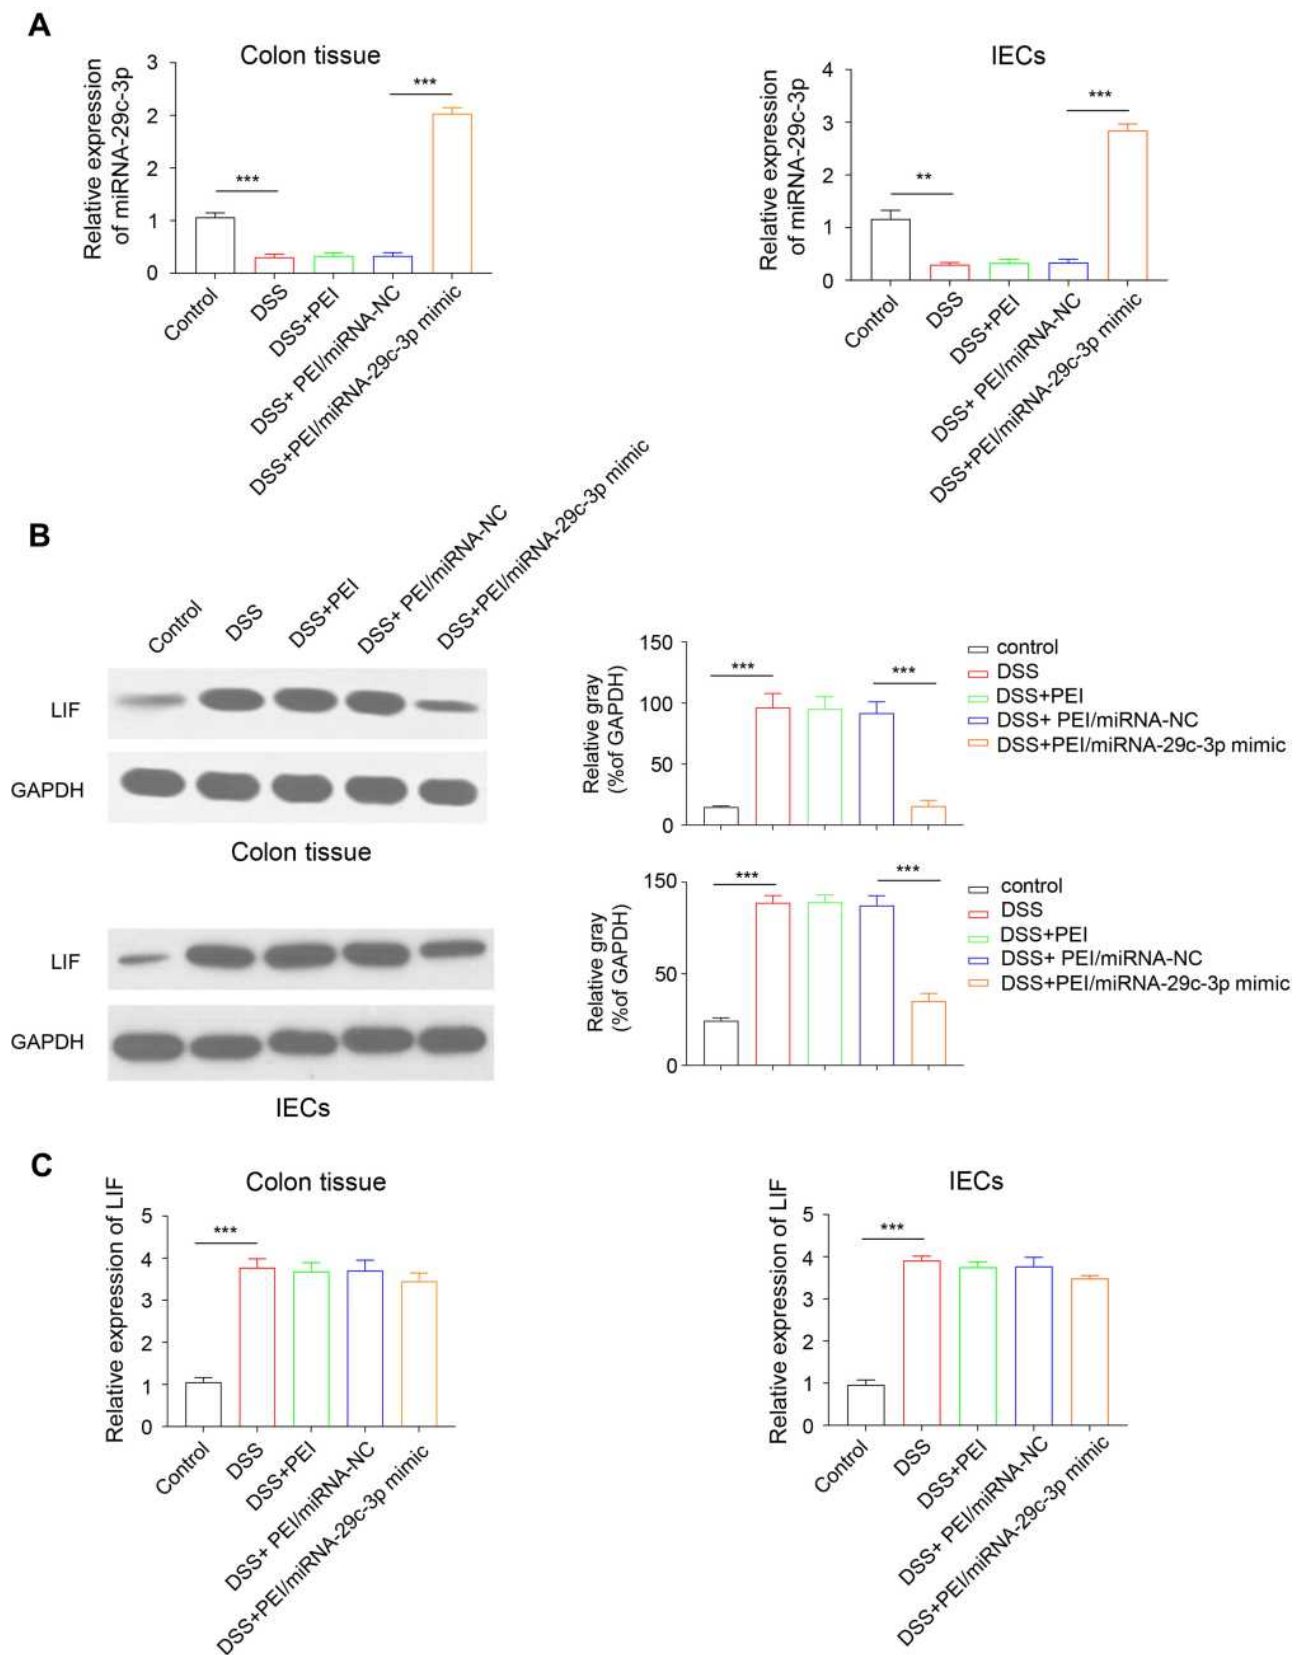 A
Colon tissue
Relative expression
of miRNA-29c-3p
3
2
2
1
0
***
***
Control
DSS
DSS+PEI
DSS+ PEI/miRNA-NC
DSS+PEI/miRNA-29c-3p mimic
IECs
Relative expression
of miRNA-29c-3p
4
3
2
1
0
**
***
Control
DSS
DSS+PEI
DSS+ PEI/miRNA-NC
DSS+PEI/miRNA-29c-3p mimic
B
Control
DSS
DSS+PEI
DSS+ PEI/miRNA-NC
DSS+PEI/miRNA-29c-3p mimic
LIF
GAPDH
Colon tissue
Relative gray
(%of GAPDH)
150
100
50
0
***
***
control
DSS
DSS+PEI
DSS+ PEI/miRNA-NC
DSS+PEI/miRNA-29c-3p mimic
LIF
GAPDH
IECs
Relative gray
(%of GAPDH)
150
50
0
***
***
control
DSS
DSS+PEI
DSS+ PEI/miRNA-NC
DSS+PEI/miRNA-29c-3p mimic
C
Colon tissue
Relative expression of LIF
5
4
3
2
1
0
***
Control
DSS
DSS+PEI
DSS+ PEI/miRNA-NC
DSS+PEI/miRNA-29c-3p mimic
IECs
Relative expression of LIF
5
4
3
2
1
0
***
Control
DSS
DSS+PEI
DSS+ PEI/miRNA-NC
DSS+PEI/miRNA-29c-3p mimic